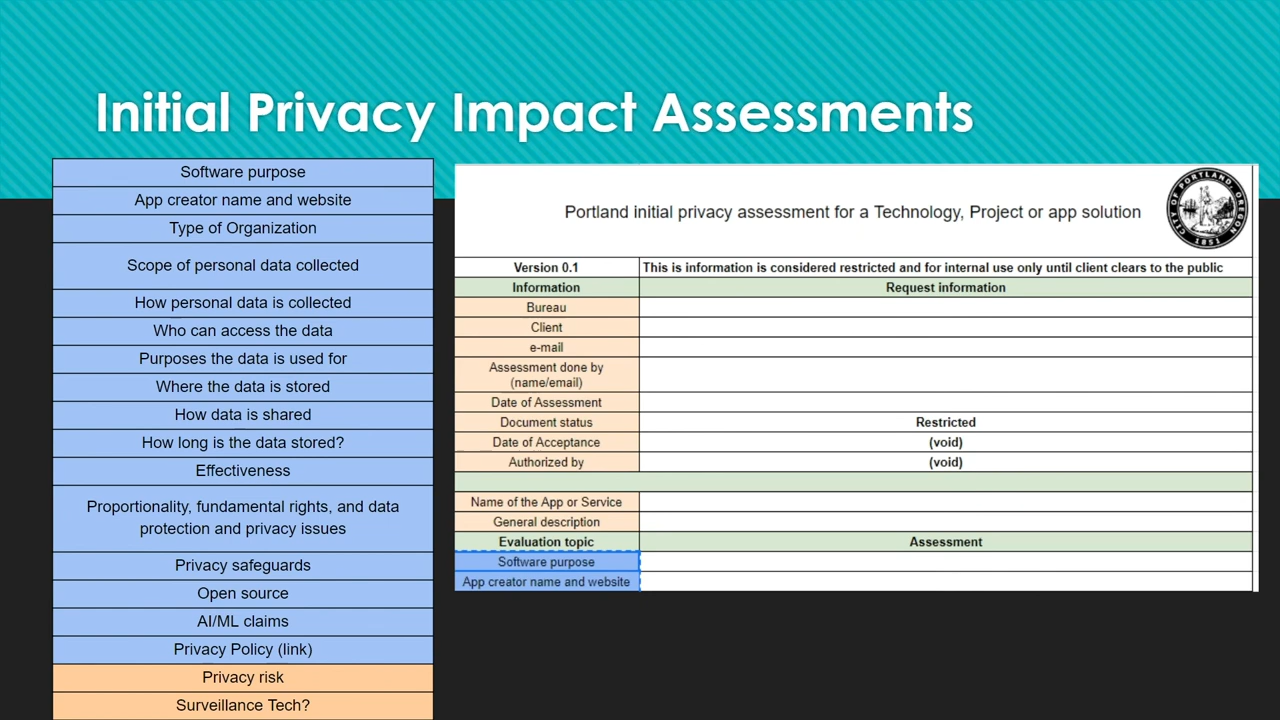 Initial Privacy Impact Assessments
Software purpose
App creator name and website
Type of Organization
Scope of personal data collected
How personal data is collected
Who can access the data
Purposes the data is used for
Where the data is stored
How data is shared
How long is the data stored?
Effectiveness
Proportionality, fundamental rights, and data
protection and privacy issues
Privacy safeguards
Open source
AI/ML claims
Privacy Policy (link)
Privacy risk
Surveillance Tech?
Portland initial privacy assessment for a Technology, Project or app solution
CITY OF PORTLAND, OREGON
1851
Version 0.1 This is information is considered restricted and for internal use only until client clears to the public
Information Request information
Bureau
Client
e-mail
Assessment done by
(name/email)
Date of Assessment
Document status Restricted
Date of Acceptance (void)
Authorized by (void)
Name of the App or Service
General description
Evaluation topic Assessment
Software purpose
App creator name and website